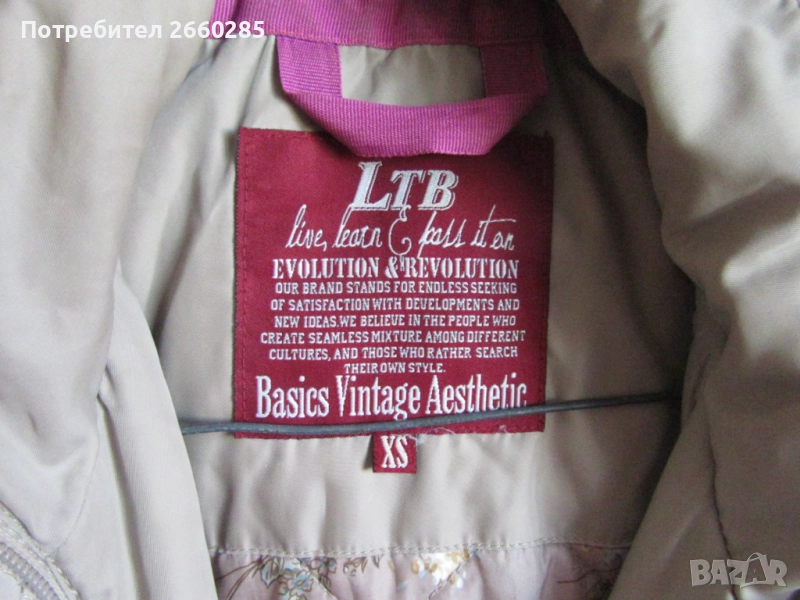 Потребител 2660285
LTB
live, learn & pass it on
EVOLUTION & REVOLUTION
OUR BRAND STANDS FOR ENDLESS SEEKING
OF SATISFACTION WITH DEVELOPMENTS AND
NEW IDEAS.WE BELIEVE IN THE PEOPLE WHO
CREATE SEAMLESS MIXTURE AMONG DIFFERENT
CULTURES, AND THOSE WHO RATHER SEARCH
THEIR OWN STYLE.
Basics Vintage Aesthetic
XS
BAZAR